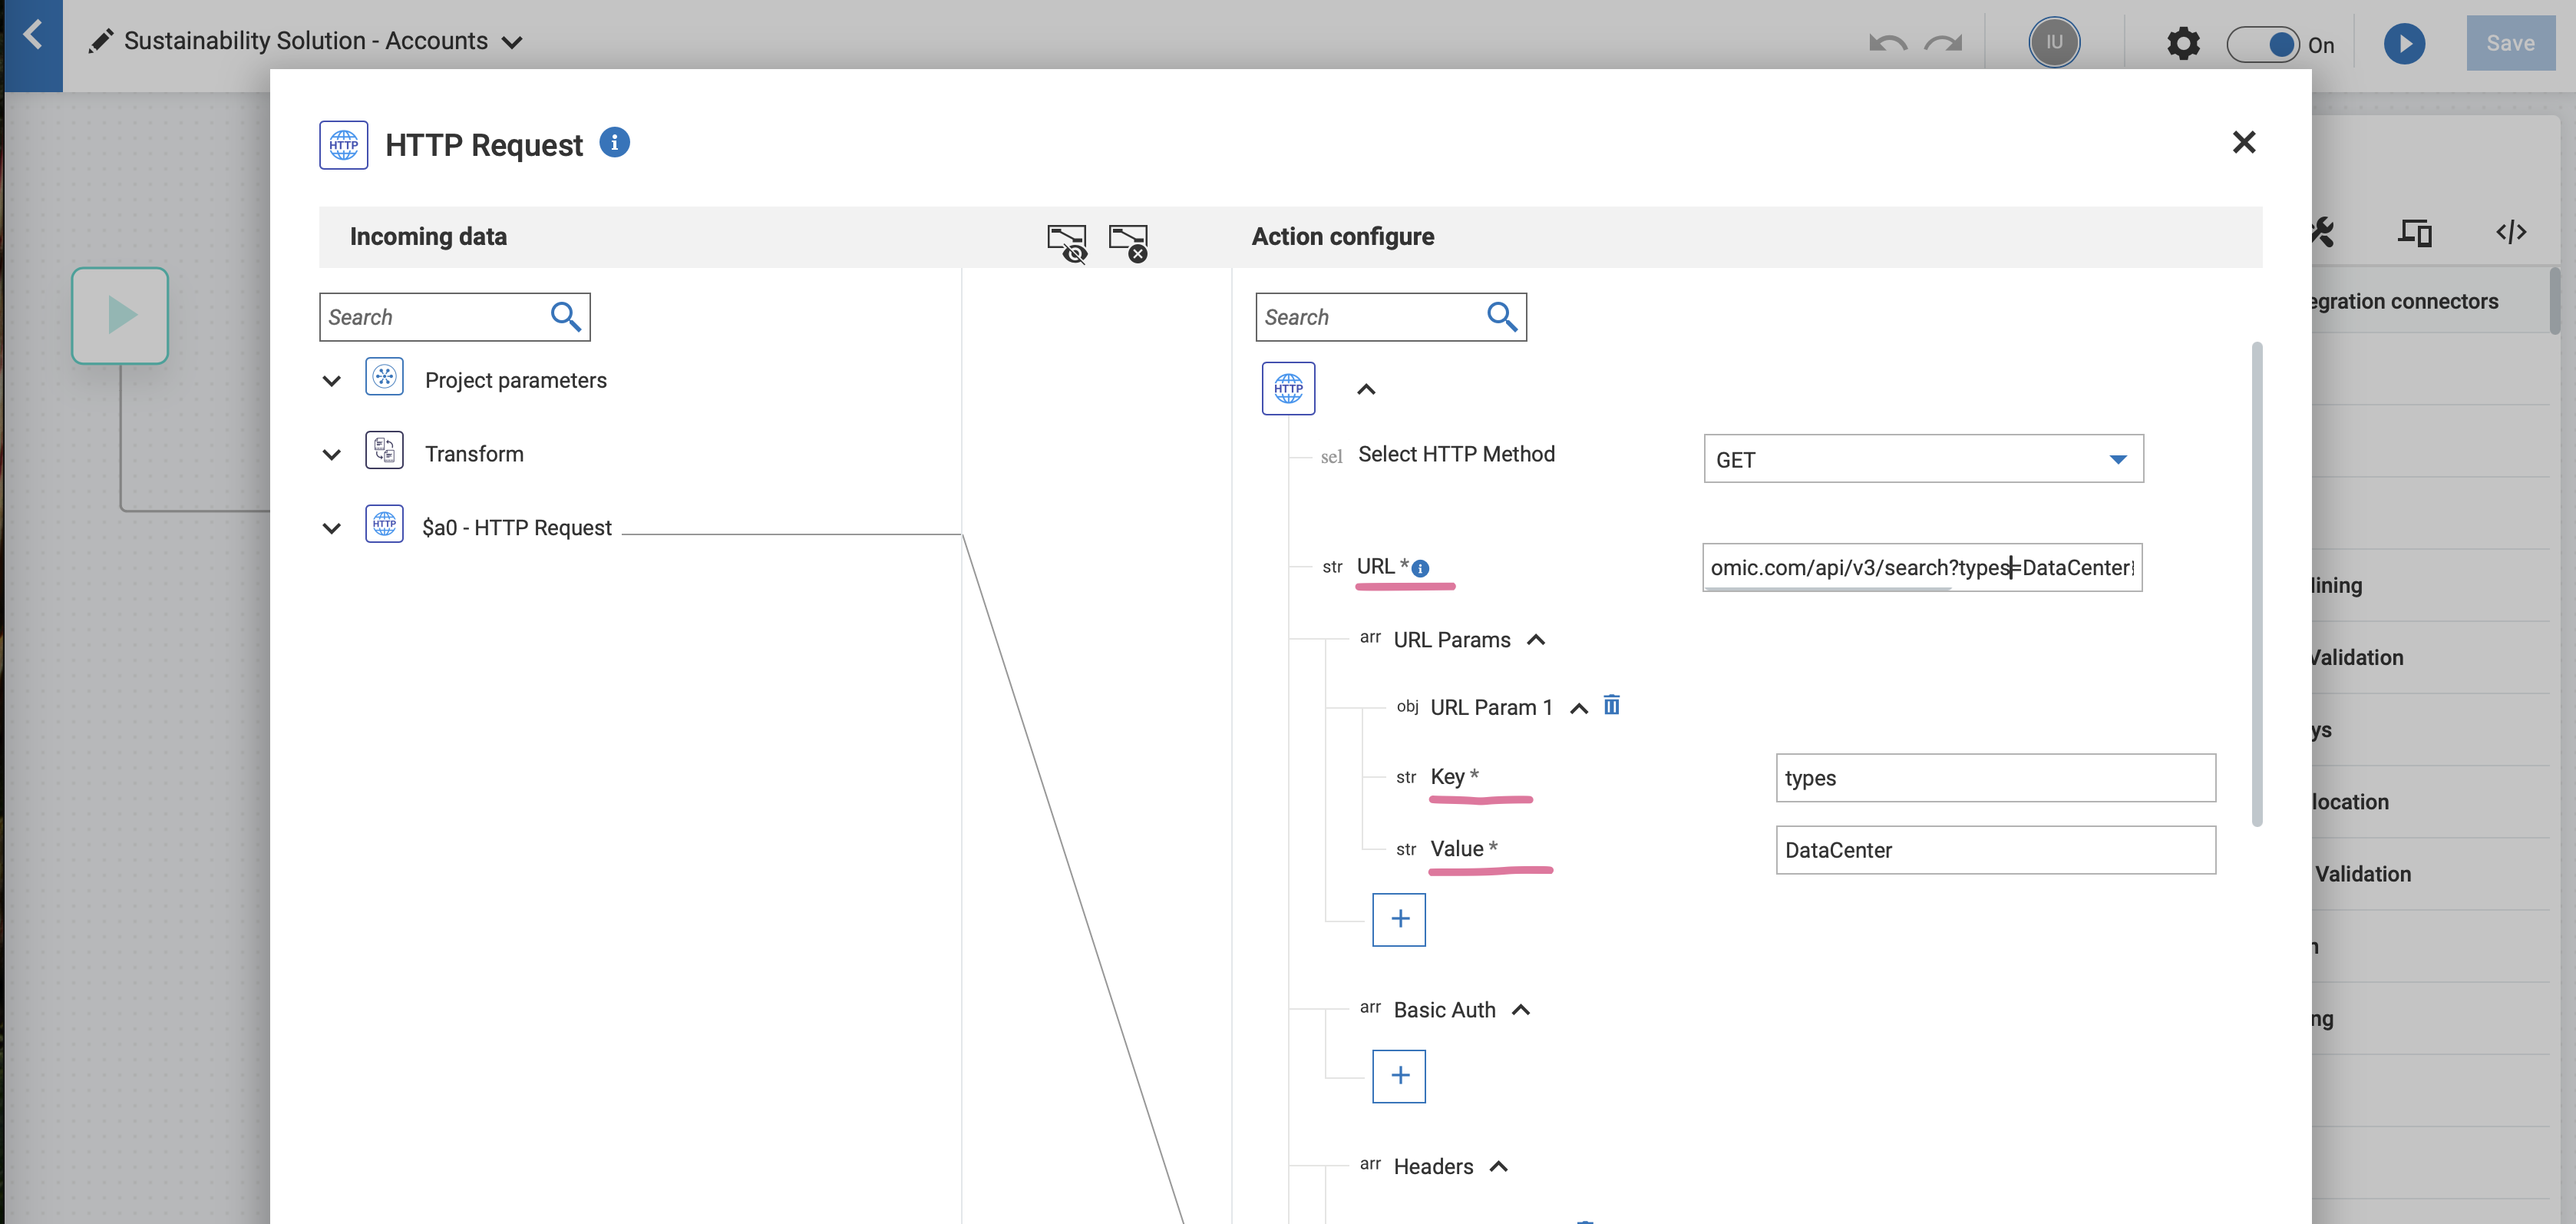 Sustainability Solution - Accounts
IU
On
Save
HTTP
HTTP Request
i
Incoming data
Action configure
Search
Search
egration connectors
Project parameters
HTTP
Transform
sel Select HTTP Method
GET
HTTP
$a0 - HTTP Request
str URL * i
omic.com/api/v3/search?types=DataCenter
lining
arr URL Params
Validation
obj URL Param 1
ys
str Key *
types
location
str Value *
DataCenter
Validation
+
n
arr Basic Auth
ng
+
arr Headers